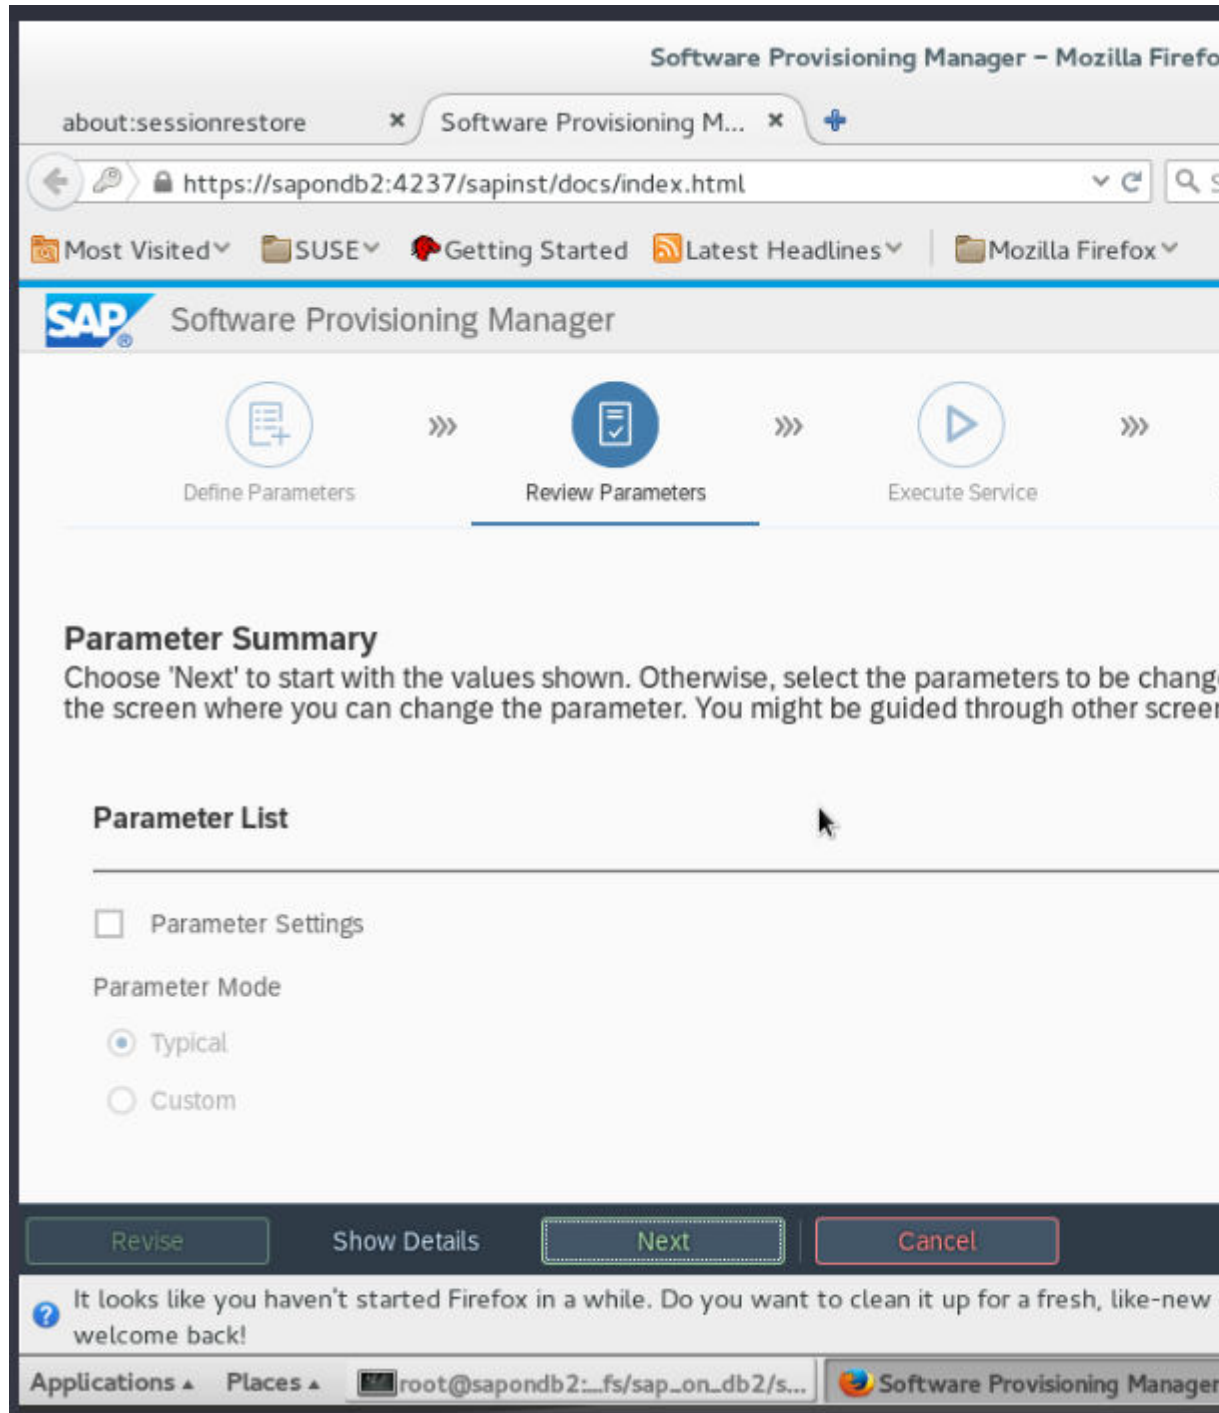 Software Provisioning Manager – Mozilla Firefo
about:sessionrestore
Software Provisioning M...
https://sapondb2:4237/sapinst/docs/index.html
S
Most Visited SUSE Getting Started Latest Headlines Mozilla Firefox
SAP® Software Provisioning Manager
Define Parameters Review Parameters Execute Service
Parameter Summary
Choose 'Next' to start with the values shown. Otherwise, select the parameters to be change
the screen where you can change the parameter. You might be guided through other screen
Parameter List
Parameter Settings
Parameter Mode
Typical
Custom
Revise Show Details Next Cancel
It looks like you haven't started Firefox in a while. Do you want to clean it up for a fresh, like-new
welcome back!
Applications Places root@sapondb2:...fs/sap_on_db2/s... Software Provisioning Manager